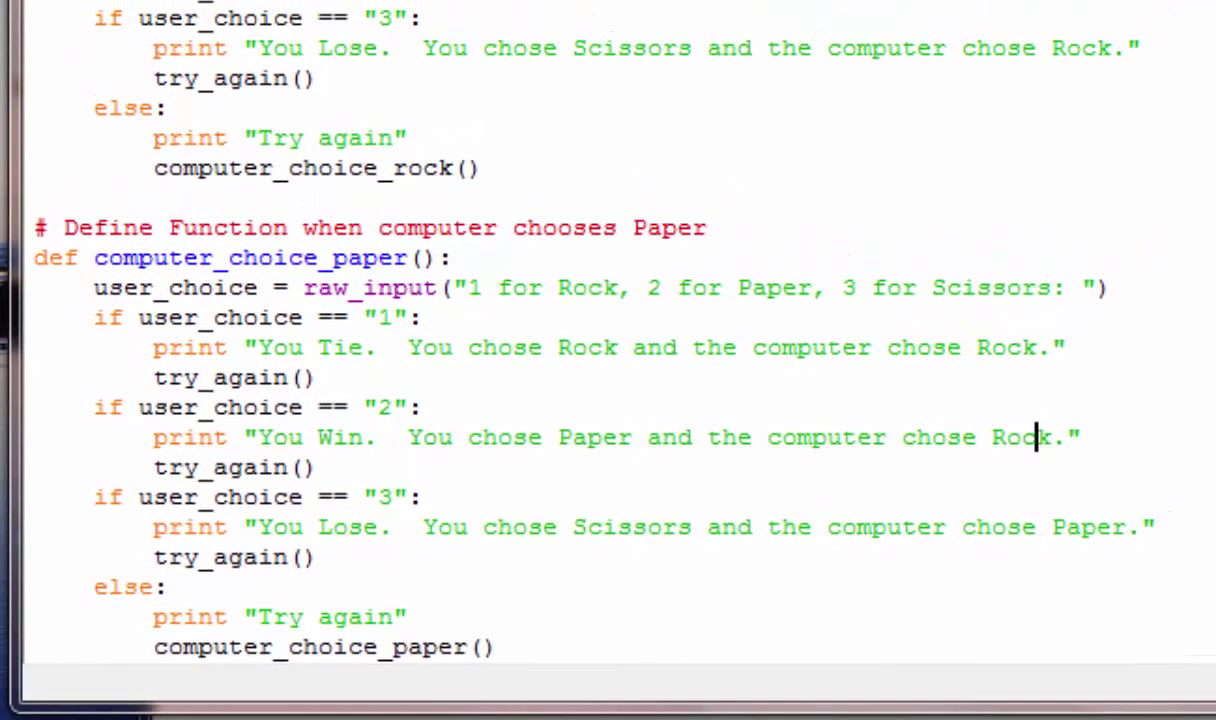 if user_choice == "3":
        print "You Lose.  You chose Scissors and the computer chose Rock."
        try_again()
    else:
        print "Try again"
        computer_choice_rock()

# Define Function when computer chooses Paper
def computer_choice_paper():
    user_choice = raw_input("1 for Rock, 2 for Paper, 3 for Scissors: ")
    if user_choice == "1":
        print "You Tie.  You chose Rock and the computer chose Rock."
        try_again()
    if user_choice == "2":
        print "You Win.  You chose Paper and the computer chose Rock."
        try_again()
    if user_choice == "3":
        print "You Lose.  You chose Scissors and the computer chose Paper."
        try_again()
    else:
        print "Try again"
        computer_choice_paper()